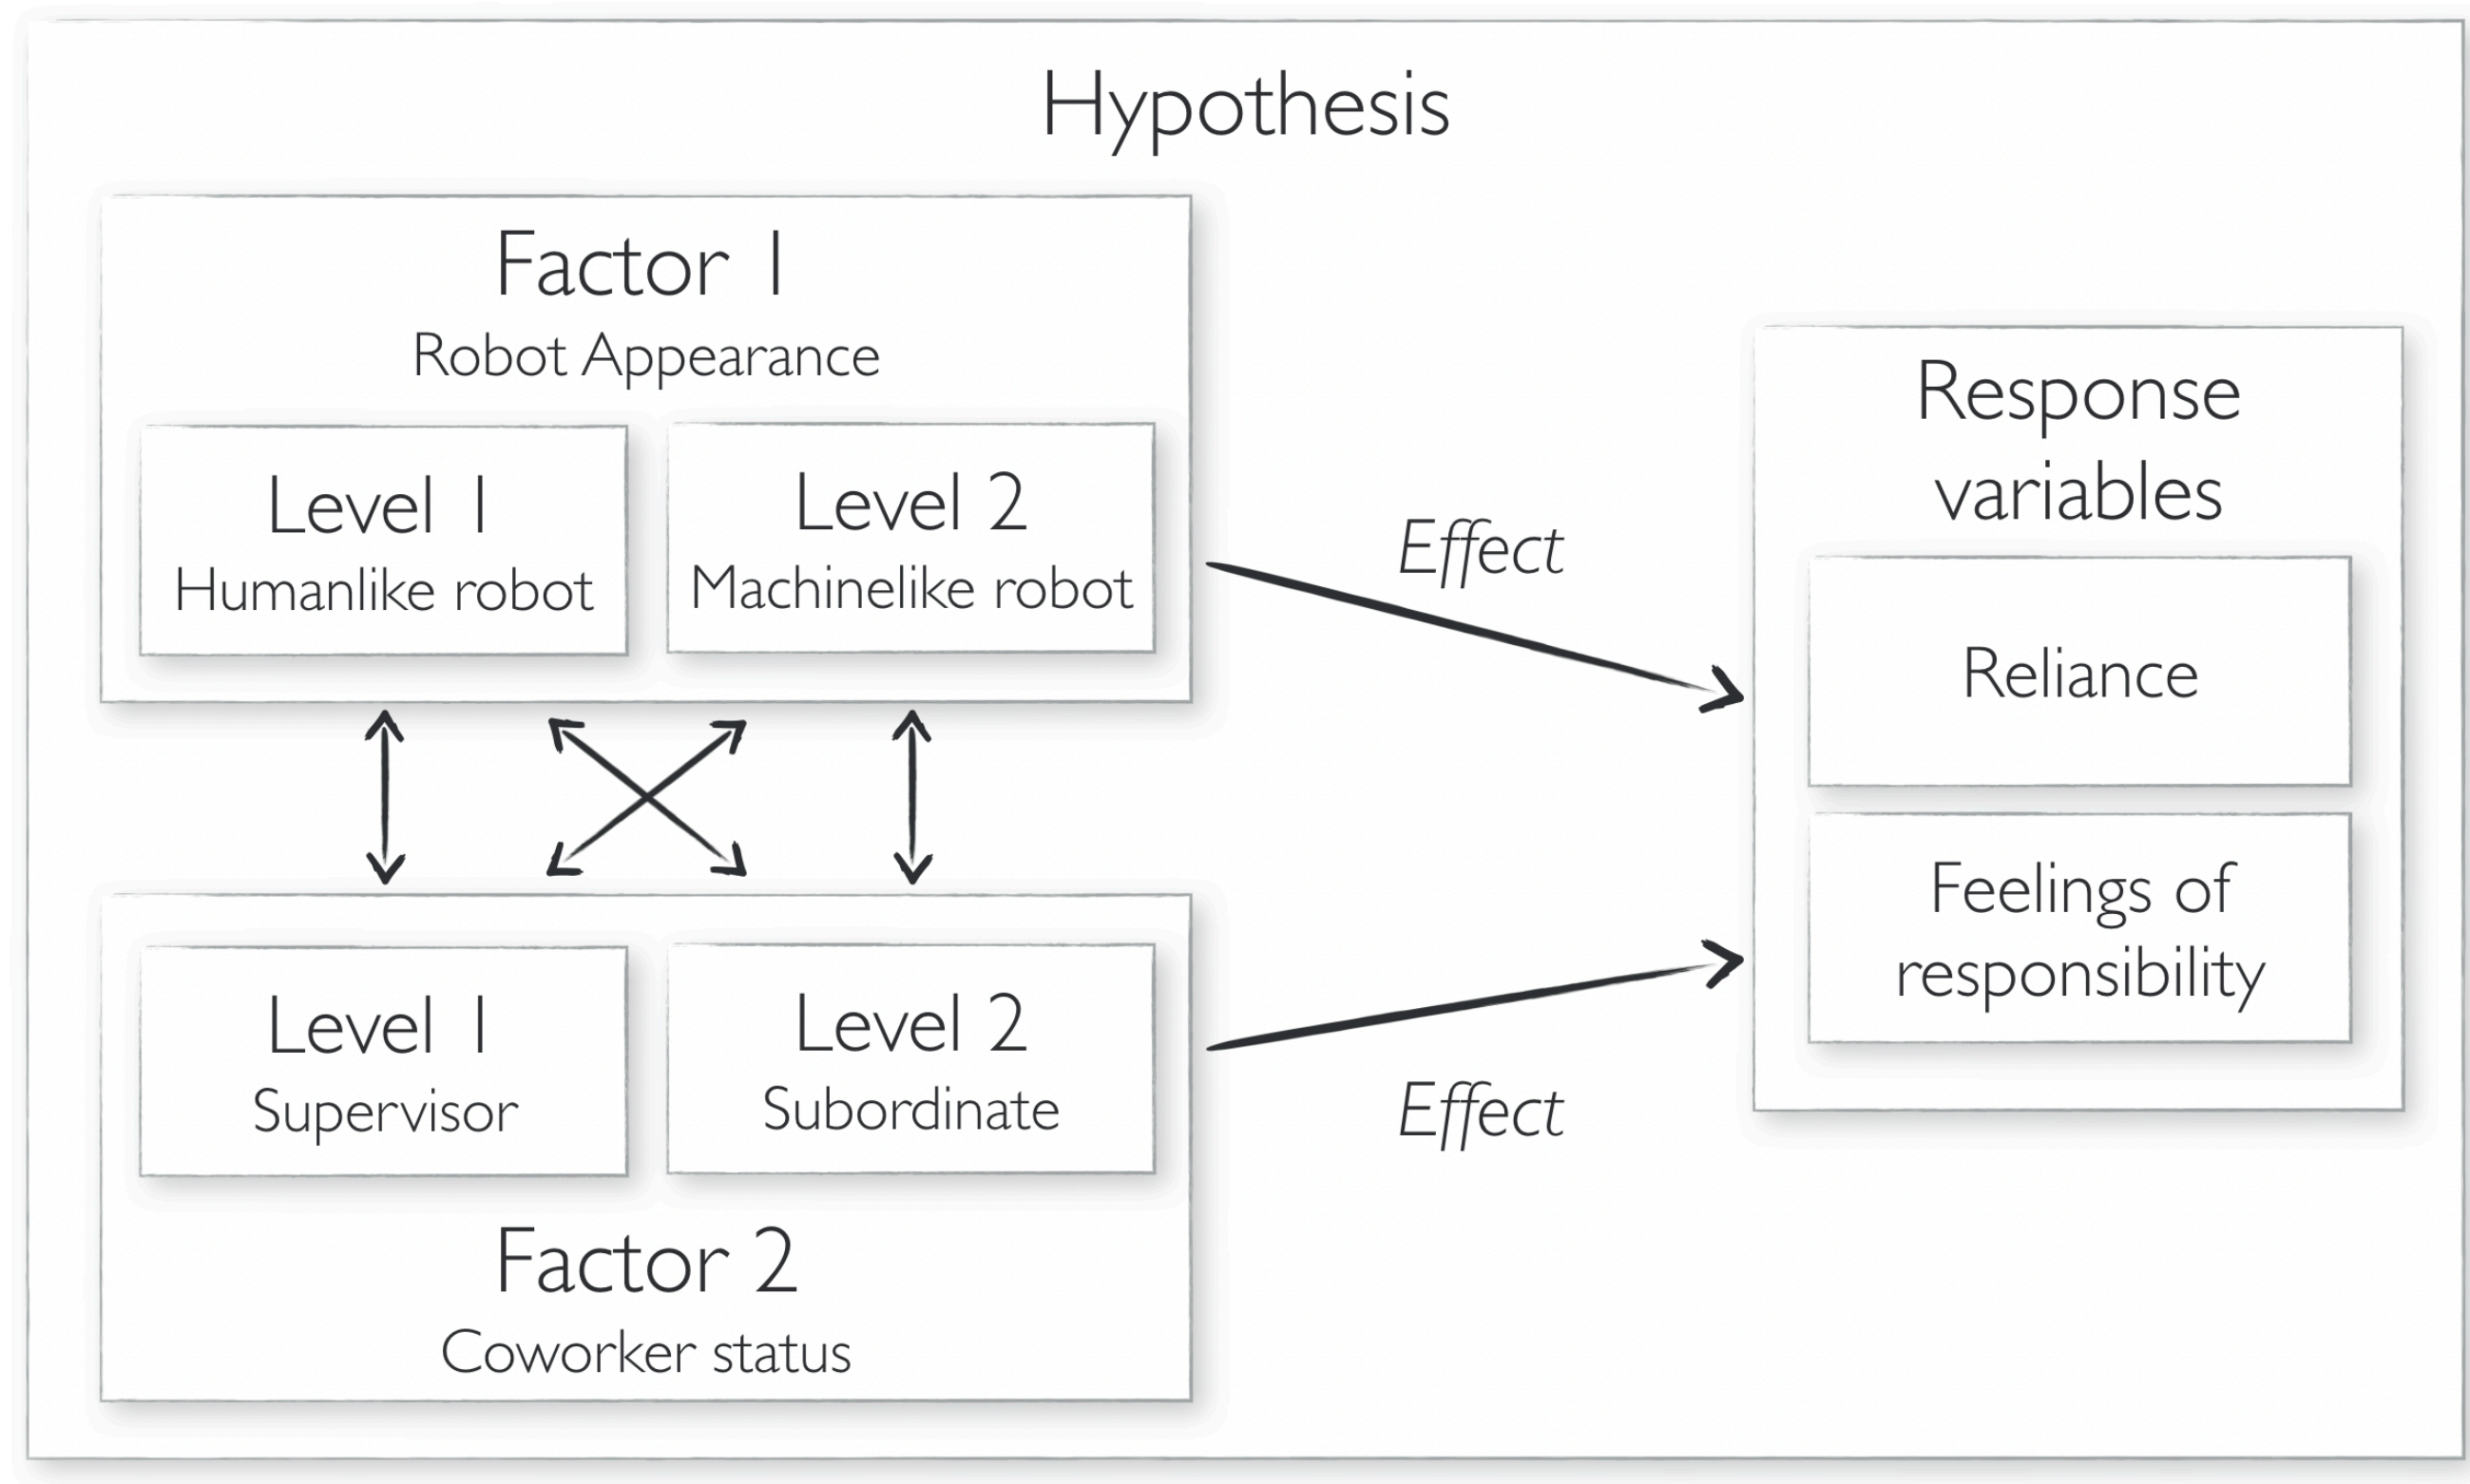 Hypothesis
Factor 1
Robot Appearance
Level 1
Humanlike robot
Level 2
Machinelike robot
Effect
Response
variables
Reliance
Feelings of
responsibility
Level 1
Supervisor
Level 2
Subordinate
Effect
Factor 2
Coworker status